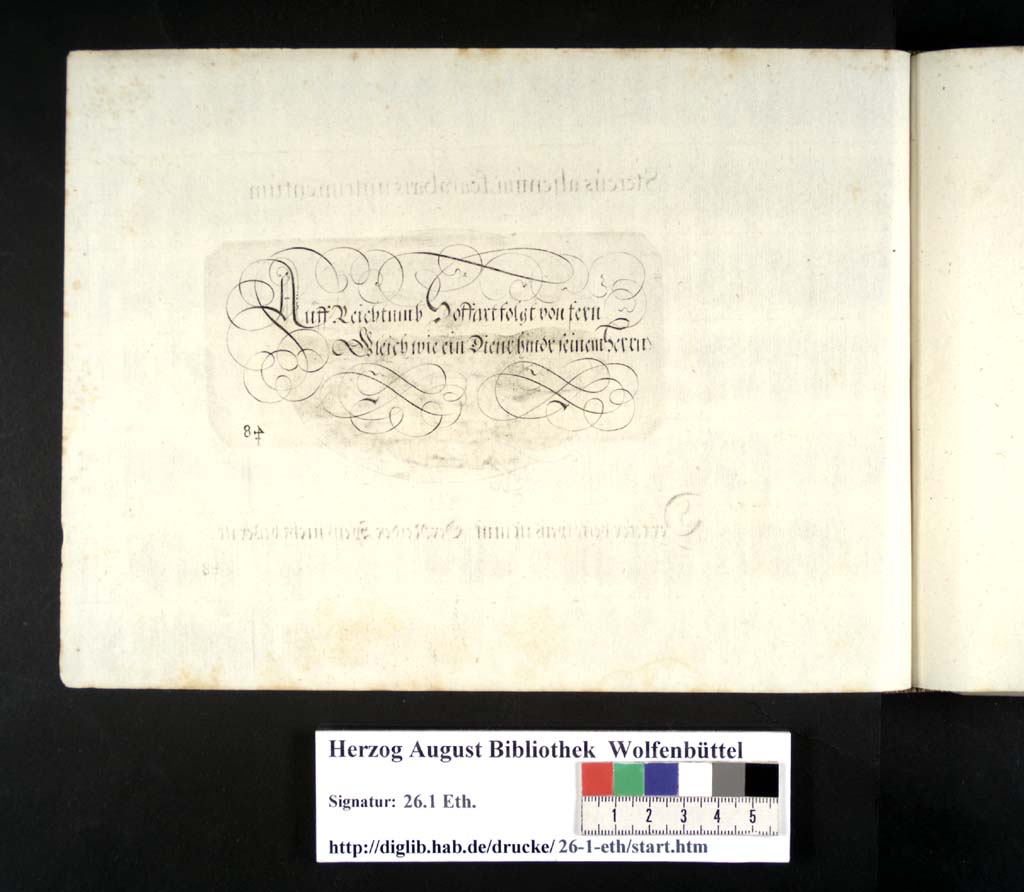 Auff Reichtumb Hoffart folgt von fern
Gleich wie ein Diener hindr seinem Herrn
84
Herzog August Bibliothek Wolfenbüttel
Signatur: 26.1 Eth.
1 2 3 4 5
http://diglib.hab.de/drucke/ 26-1-eth/start.htm